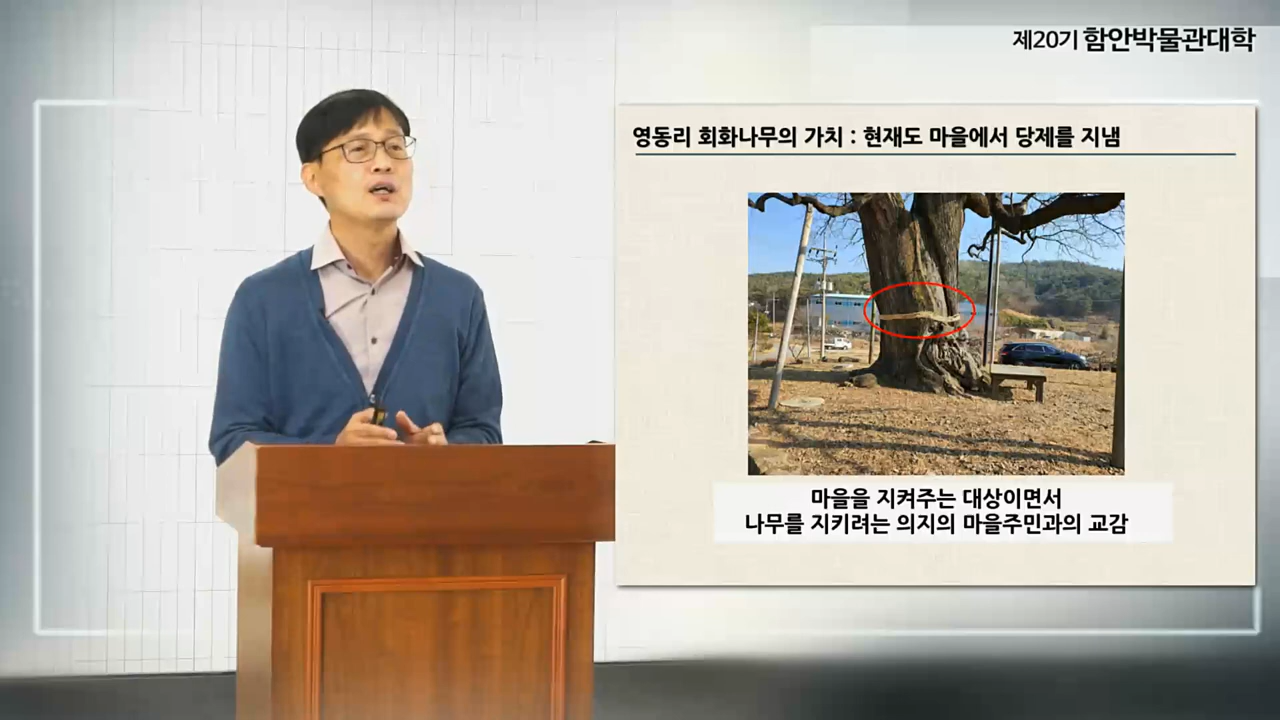 제20기 함안박물관대학
영동리 회화나무의 가치 : 현재도 마을에서 당제를 지냄
마을을 지켜주는 대상이면서
나무를 지키려는 의지의 마을주민과의 교감